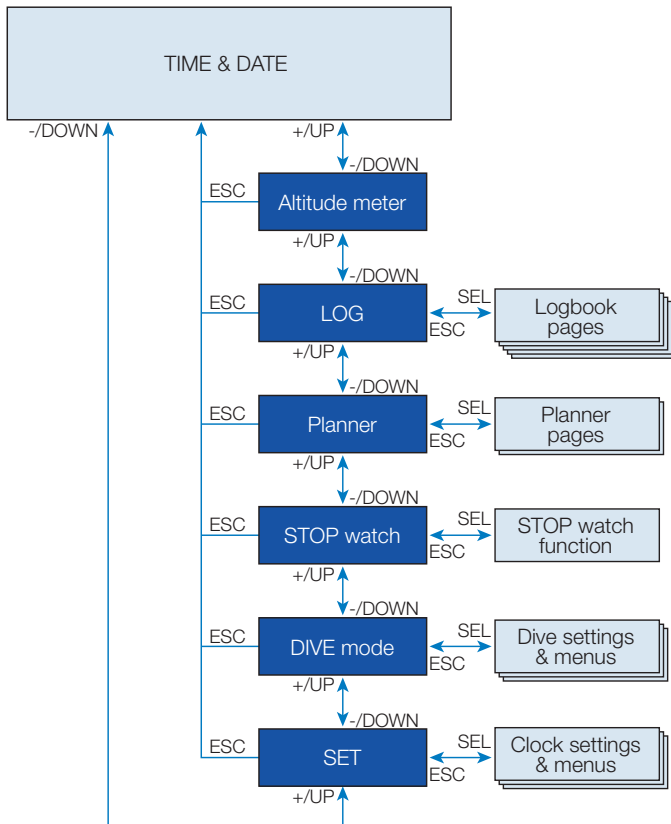 TIME & DATE
-/DOWN
+/UP
-/DOWN
ESC
Altitude meter
+/UP
-/DOWN
ESC
LOG
SEL
ESC
Logbook
pages
+/UP
-/DOWN
ESC
Planner
SEL
ESC
Planner
pages
+/UP
-/DOWN
ESC
STOP watch
SEL
ESC
STOP watch
function
+/UP
-/DOWN
ESC
DIVE mode
SEL
ESC
Dive settings
& menus
+/UP
-/DOWN
ESC
SET
SEL
ESC
Clock settings
& menus
+/UP